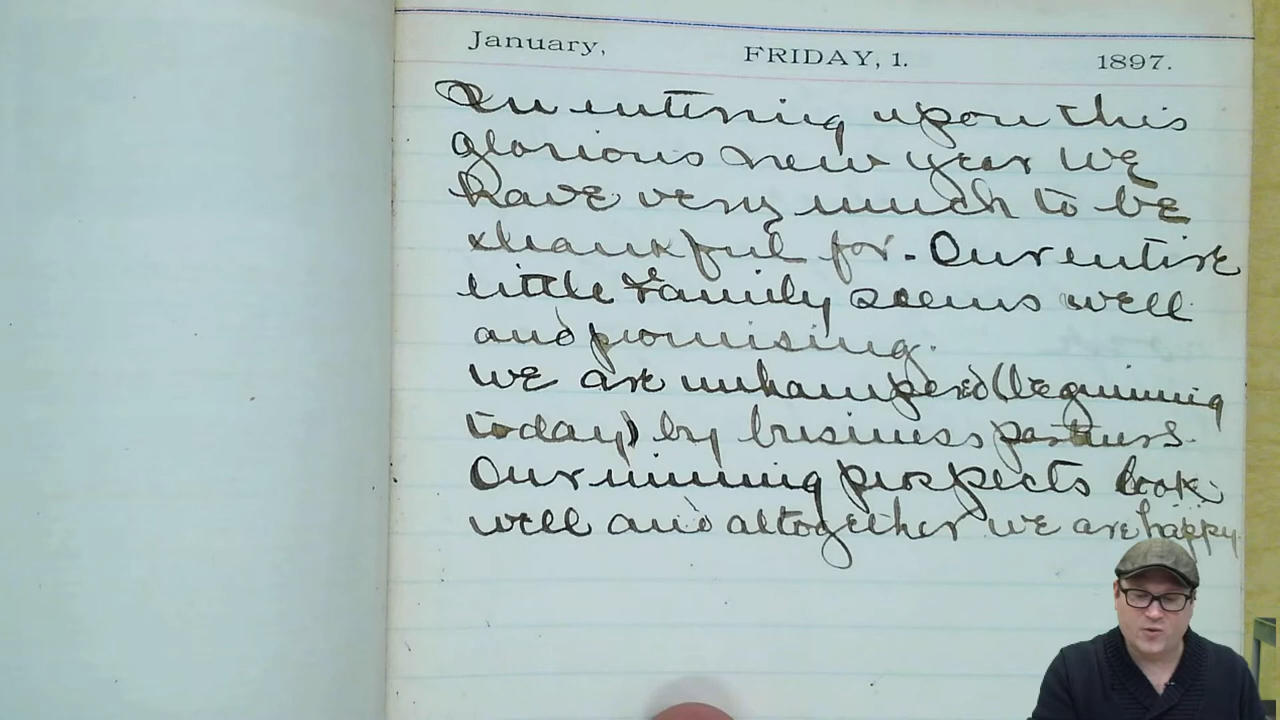 January, FRIDAY, 1. 1897.
On entering upon this
glorious new year we
have very much to be
thankful for. Our entire
little Family seems well
and promising.
We are unhampered (beginning
today) by business partners.
Our mining prospects look
well and altogether we are happy